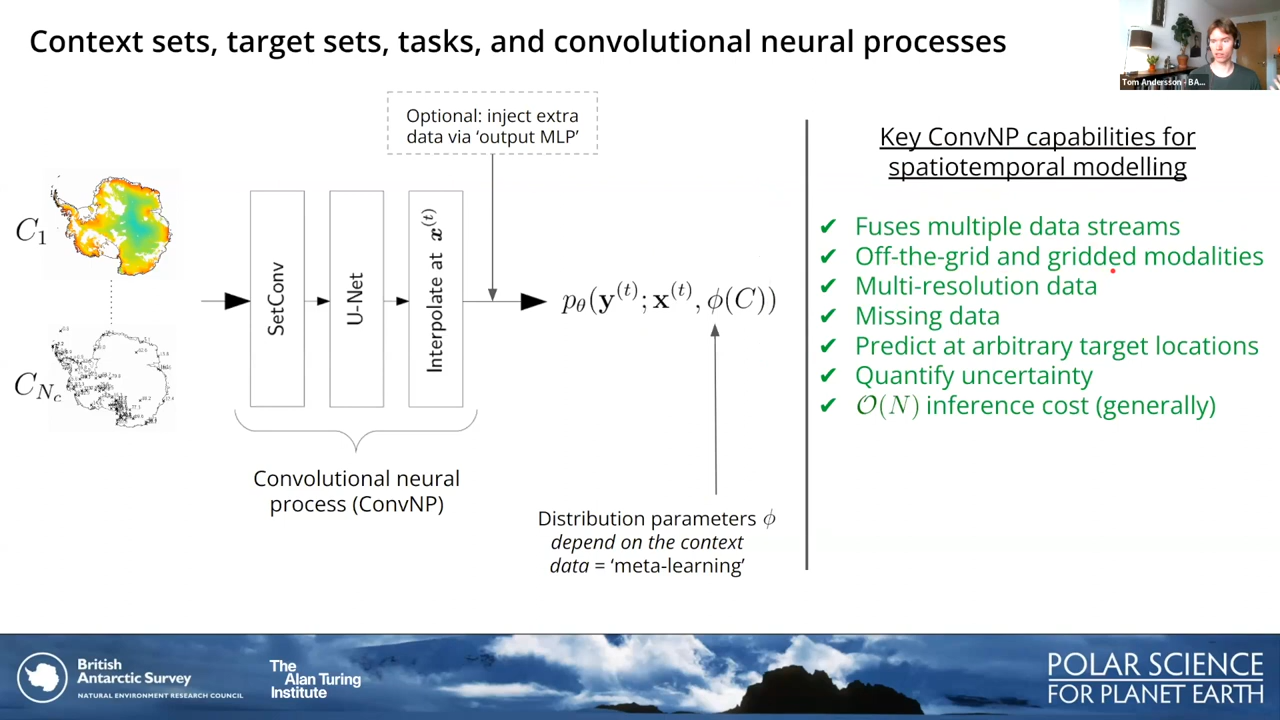 Context sets, target sets, tasks, and convolutional neural processes
Tom Andersson - BA...
Optional: inject extra
data via ‘output MLP’
C₁
C_{N_c}
SetConv
U-Net
Interpolate at x^{(t)}
p_θ(y^{(t)}; x^{(t)}, ϕ(C))
Convolutional neural
process (ConvNP)
Distribution parameters ϕ
depend on the context
data = ‘meta-learning’
Key ConvNP capabilities for
spatiotemporal modelling
✔ Fuses multiple data streams
✔ Off-the-grid and gridded modalities
✔ Multi-resolution data
✔ Missing data
✔ Predict at arbitrary target locations
✔ Quantify uncertainty
✔ O(N) inference cost (generally)
British
Antarctic Survey
NATURAL ENVIRONMENT RESEARCH COUNCIL
The
Alan Turing
Institute
POLAR SCIENCE
FOR PLANET EARTH